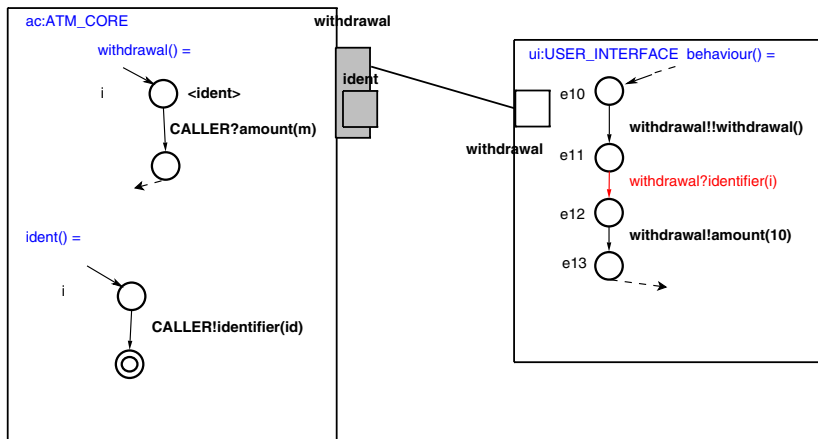 ac:ATM_CORE
withdrawal
withdrawal() =
i
<ident>
CALLER?amount(m)
ident
ident() =
i
CALLER!identifier(id)
withdrawal
ui:USER_INTERFACE behaviour() =
e10
withdrawal!!withdrawal()
e11
withdrawal?identifier(i)
e12
withdrawal!amount(10)
e13